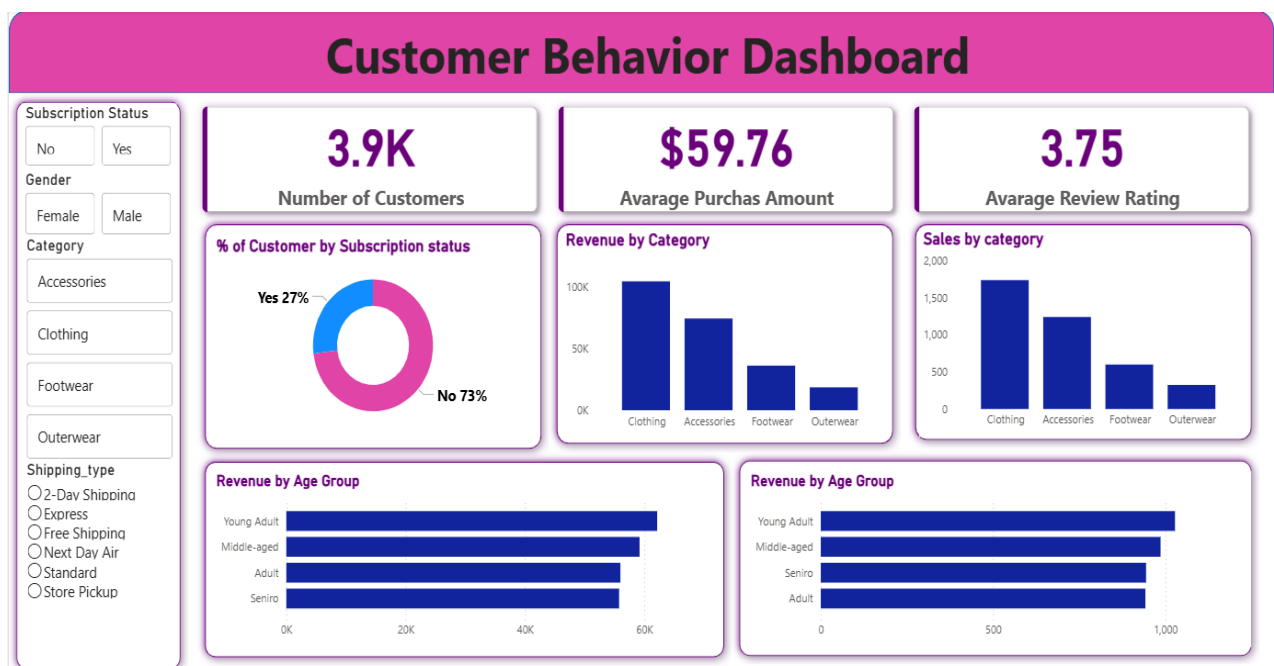 Customer Behavior Dashboard
Subscription Status
No
Yes
Gender
Female
Male
Category
Accessories
Clothing
Footwear
Outerwear
Shipping_type
2-Day Shipping
Express
Free Shipping
Next Day Air
Standard
Store Pickup
3.9K
Number of Customers
$59.76
Avarage Purchas Amount
3.75
Avarage Review Rating
% of Customer by Subscription status
Yes 27%
No 73%
Revenue by Category
100K
50K
0K
Clothing
Accessories
Footwear
Outerwear
Sales by category
2,000
1,500
1,000
500
0
Clothing
Accessories
Footwear
Outerwear
Revenue by Age Group
Young Adult
Middle-aged
Adult
Seniro
0K
20K
40K
60K
Revenue by Age Group
Young Adult
Middle-aged
Seniro
Adult
0
500
1,000